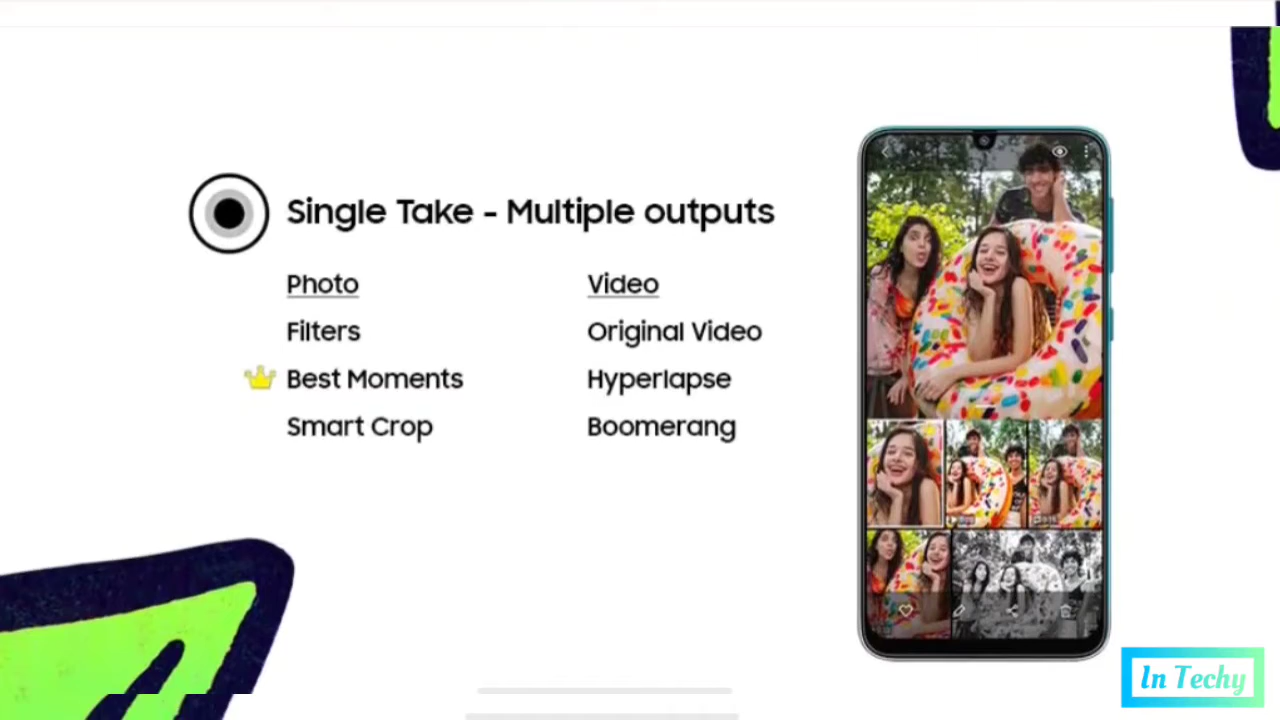 Single Take - Multiple outputs
Photo
Filters
Best Moments
Smart Crop
Video
Original Video
Hyperlapse
Boomerang
In Techy